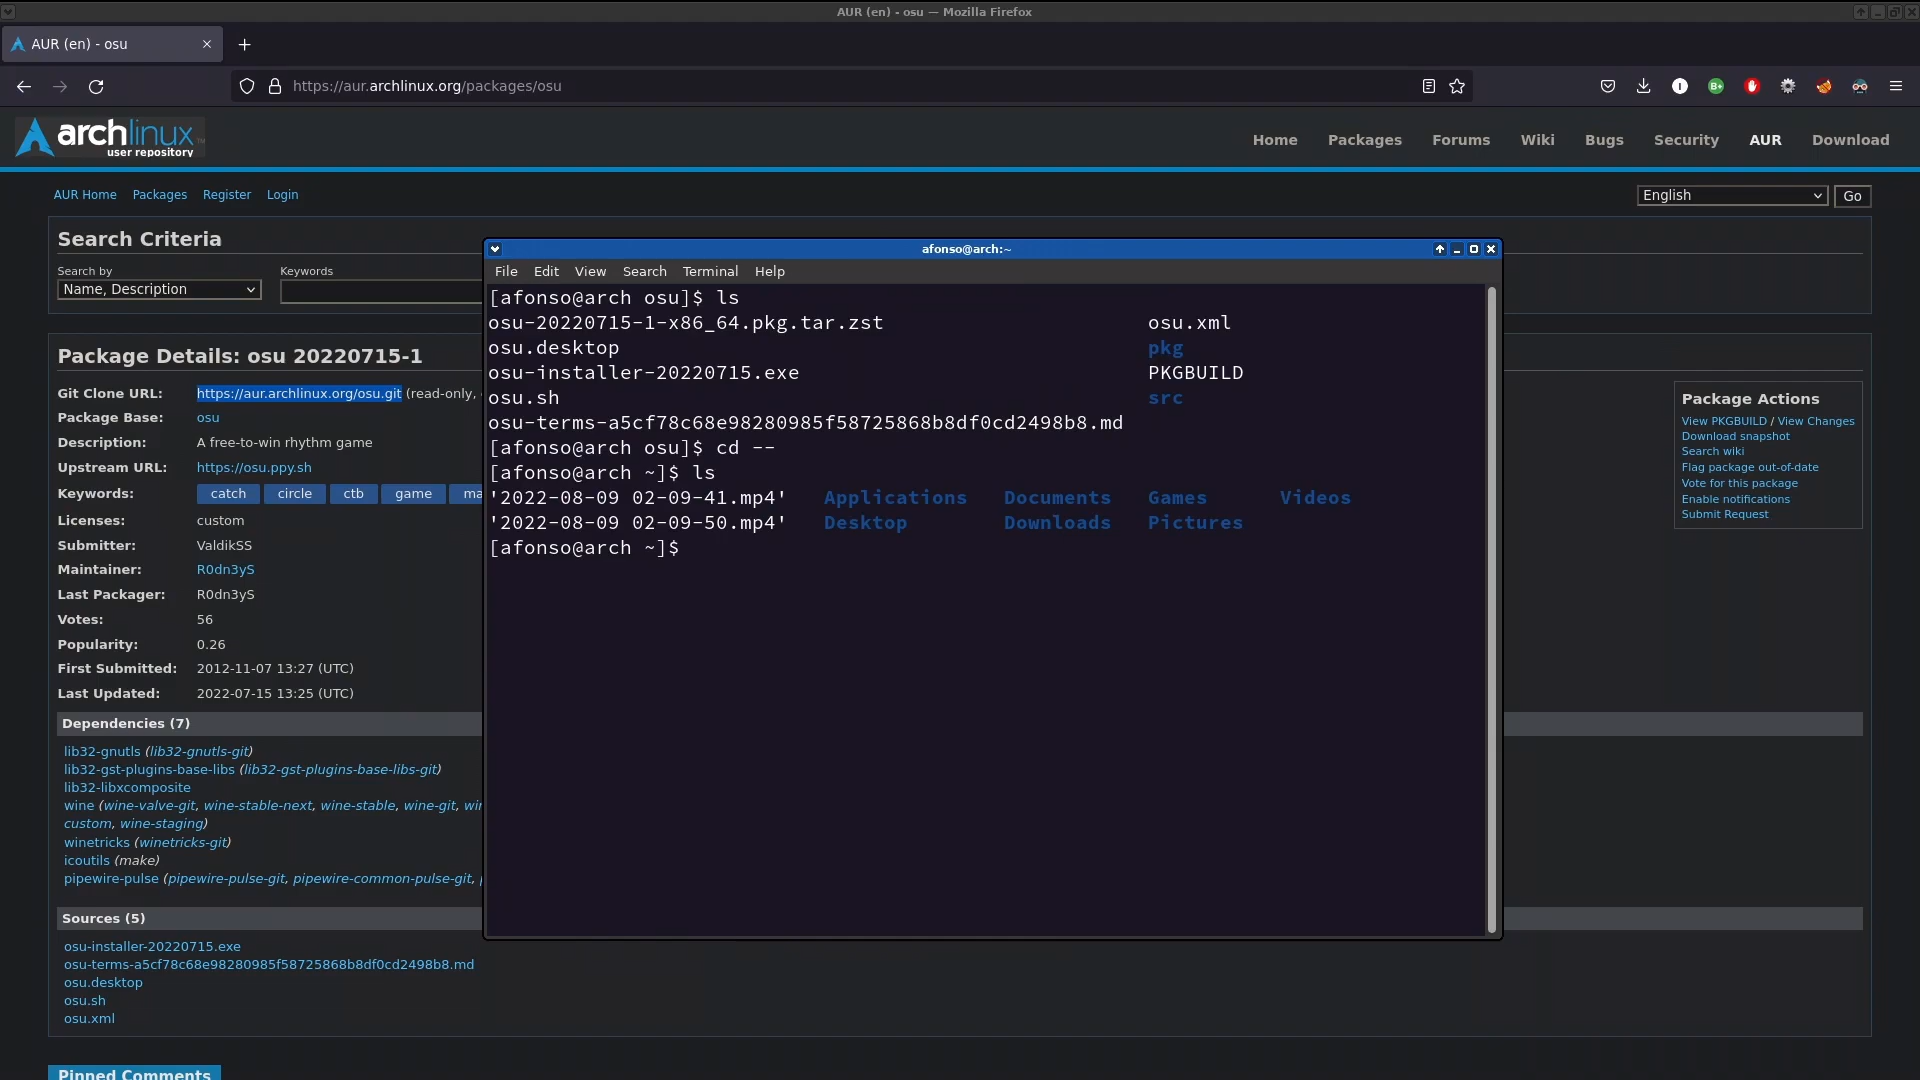 AUR (en) - osu — Mozilla Firefox
AUR (en) - osu
https://aur.archlinux.org/packages/osu
archlinux
user repository
Home Packages Forums Wiki Bugs Security AUR Download
AUR Home Packages Register Login
English Go
Search Criteria
Search by
Keywords
Name, Description
Package Details: osu 20220715-1
Git Clone URL: https://aur.archlinux.org/osu.git (read-only,
Package Base: osu
Description: A free-to-win rhythm game
Upstream URL: https://osu.ppy.sh
Keywords: catch circle ctb game
Licenses: custom
Submitter: ValdikSS
Maintainer: R0dn3yS
Last Packager: R0dn3yS
Votes: 56
Popularity: 0.26
First Submitted: 2012-11-07 13:27 (UTC)
Last Updated: 2022-07-15 13:25 (UTC)
Dependencies (7)
lib32-gnutls (lib32-gnutls-git)
lib32-gst-plugins-base-libs (lib32-gst-plugins-base-libs-git)
lib32-libxcomposite
wine (wine-valve-git, wine-stable-next, wine-stable, wine-git,
custom, wine-staging)
winetricks (winetricks-git)
icoutils (make)
pipewire-pulse (pipewire-pulse-git, pipewire-common-pulse-git,
Sources (5)
osu-installer-20220715.exe
osu-terms-a5cf78c68e98280985f58725868b8df0cd2498b8.md
osu.desktop
osu.sh
osu.xml
Pinned Comments
Package Actions
View PKGBUILD / View Changes
Download snapshot
Search wiki
Flag package out-of-date
Vote for this package
Enable notifications
Submit Request
afonso@arch:~
File Edit View Search Terminal Help
[afonso@arch osu]$ ls
osu-20220715-1-x86_64.pkg.tar.zst osu.xml
osu.desktop pkg
osu-installer-20220715.exe PKGBUILD
osu.sh src
osu-terms-a5cf78c68e98280985f58725868b8df0cd2498b8.md
[afonso@arch osu]$ cd --
[afonso@arch ~]$ ls
'2022-08-09 02-09-41.mp4' Applications Documents Games Videos
'2022-08-09 02-09-50.mp4' Desktop Downloads Pictures
[afonso@arch ~]$